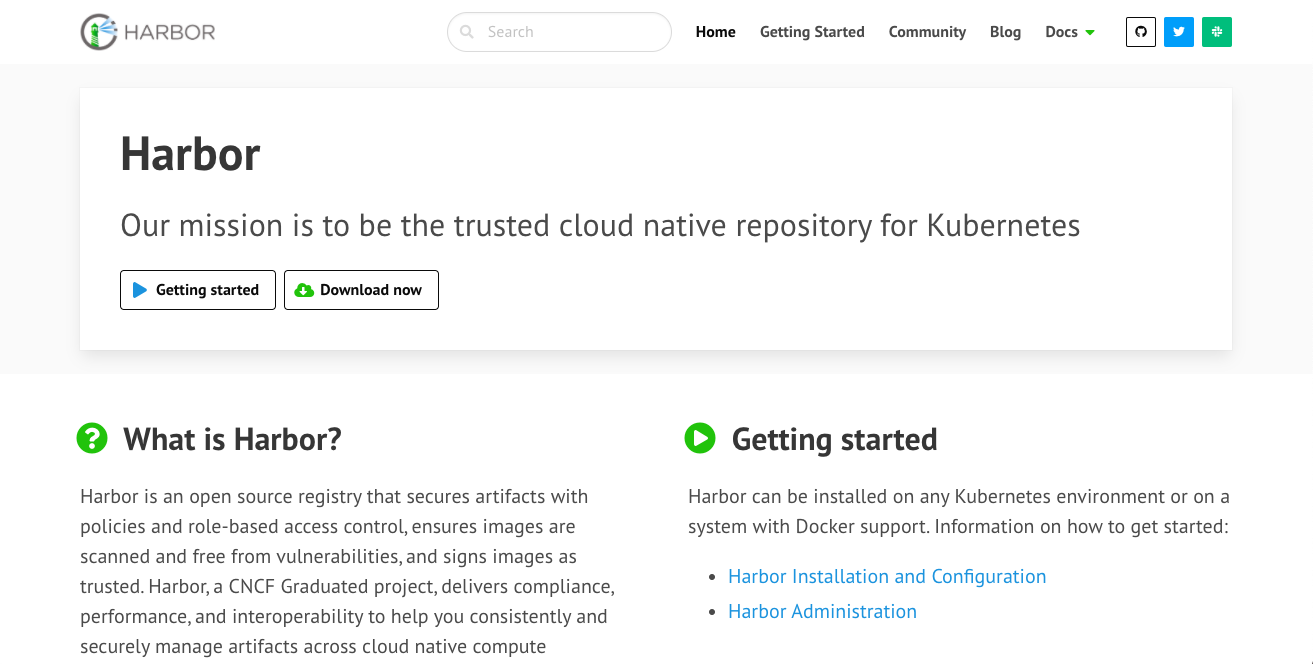 HARBOR
Search
Home
Getting Started
Community
Blog
Docs
Harbor
Our mission is to be the trusted cloud native repository for Kubernetes
Getting started
Download now
What is Harbor?
Harbor is an open source registry that secures artifacts with
policies and role-based access control, ensures images are
scanned and free from vulnerabilities, and signs images as
trusted. Harbor, a CNCF Graduated project, delivers compliance,
performance, and interoperability to help you consistently and
securely manage artifacts across cloud native compute
Getting started
Harbor can be installed on any Kubernetes environment or on a
system with Docker support. Information on how to get started:
Harbor Installation and Configuration
Harbor Administration